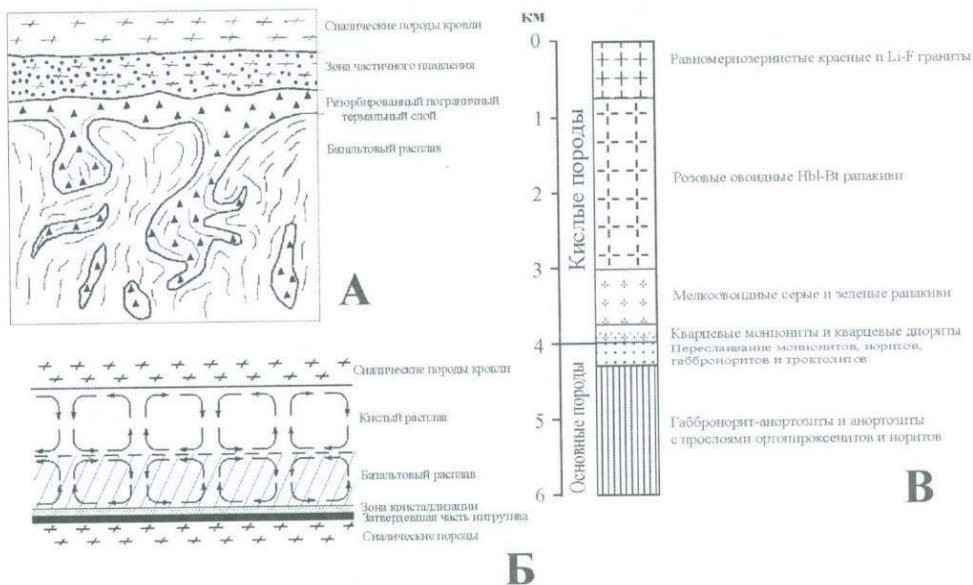 Сиалические породы кровли
Зона частичного плавления
Резорбированный пограничный
термальный слой
Базальтовый расплав
А
Сиалические породы кровли
Кислый расплав
Базальтовый расплав
Зона кристаллизации
Затвердевшая часть интрузива
Сиалические породы
Б
км
0
1
2
3
4
5
6
Кислые породы
Основные породы
Равномернозернистые красные и Li-F граниты
Розовые овоидные Hbl-Bt рапакиви
Мелкоовоидные серые и зеленые рапакиви
Кварцевые монцониты и кварцевые диориты
Переслаивание монцонитов, норитов,
габброноритов и троктолитов
Габбронорит-анортозиты и анортозиты
с прослоями ортопироксенитов и норитов
В